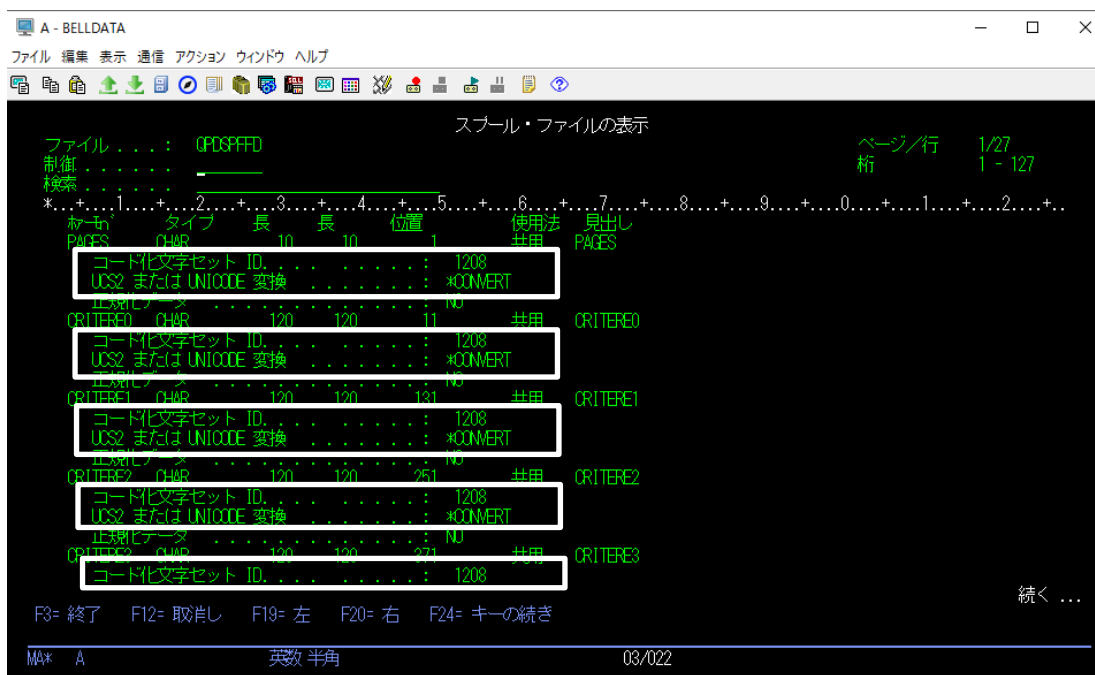 A - BELLDATA
ファイル 編集 表示 通信 アクション ウィンドウ ヘルプ
スプール・ファイルの表示
ファイル . . . : QPDSPFFD ページ/行 1/27
制御 . . . . . . 桁 1 - 127
検索 . . . . . .
*...+....1....+....2....+....3....+....4....+....5....+....6....+....7....+....8....+....9....+....0....+....1....+....2....+..
タイプ 長 長 位置 使用法 見出し
PAGES CHAR 10 10 1 共用 PAGES
コード化文字セット ID. . . . . . . . . : 1208
UCS2 または UNICODE 変換 . . . . . . . : *CONVERT
正規化データ . . . . . . . . . . . . . : NO
CRITERE0 CHAR 120 120 11 共用 CRITERE0
コード化文字セット ID. . . . . . . . . : 1208
UCS2 または UNICODE 変換 . . . . . . . : *CONVERT
正規化データ . . . . . . . . . . . . . : NO
CRITERE1 CHAR 120 120 131 共用 CRITERE1
コード化文字セット ID. . . . . . . . . : 1208
UCS2 または UNICODE 変換 . . . . . . . : *CONVERT
正規化データ . . . . . . . . . . . . . : NO
CRITERE2 CHAR 120 120 251 共用 CRITERE2
コード化文字セット ID. . . . . . . . . : 1208
UCS2 または UNICODE 変換 . . . . . . . : *CONVERT
正規化データ . . . . . . . . . . . . . : NO
CRITERE3 CHAR 120 120 371 共用 CRITERE3
コード化文字セット ID. . . . . . . . . : 1208
続く ...
F3= 終了 F12= 取消し F19= 左 F20= 右 F24= キーの続き
MA* A 英数 半角 03/022